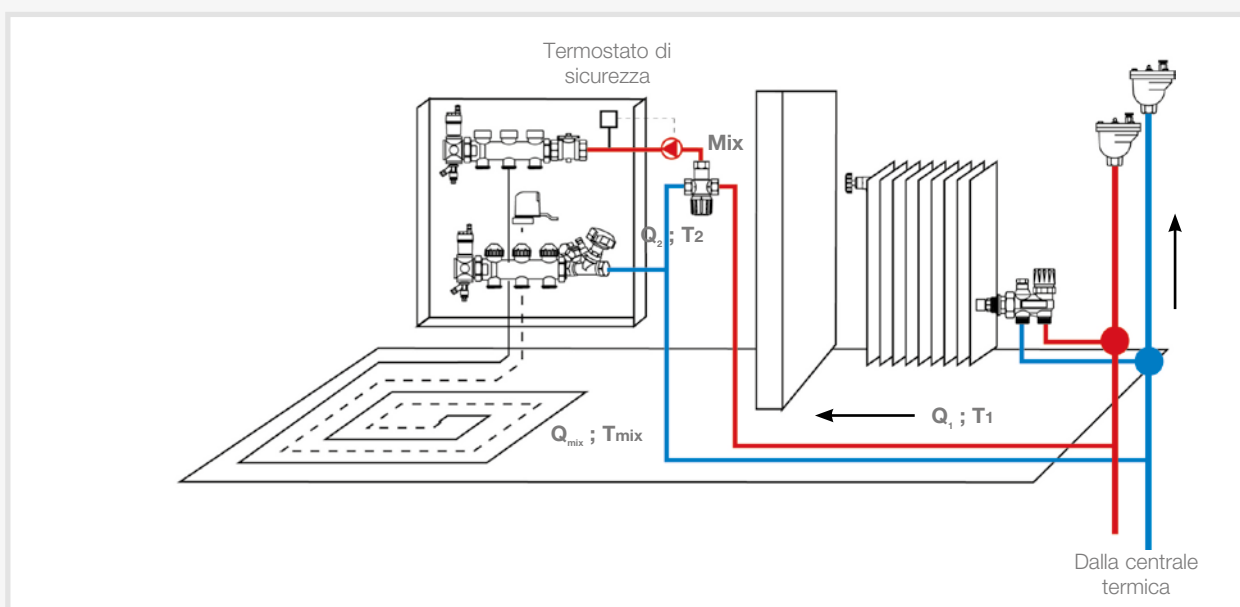 Termostato di
sicurezza
Mix
Q2 ; T2
Q1 ; T1
Qmix ; Tmix
Dalla centrale
termica